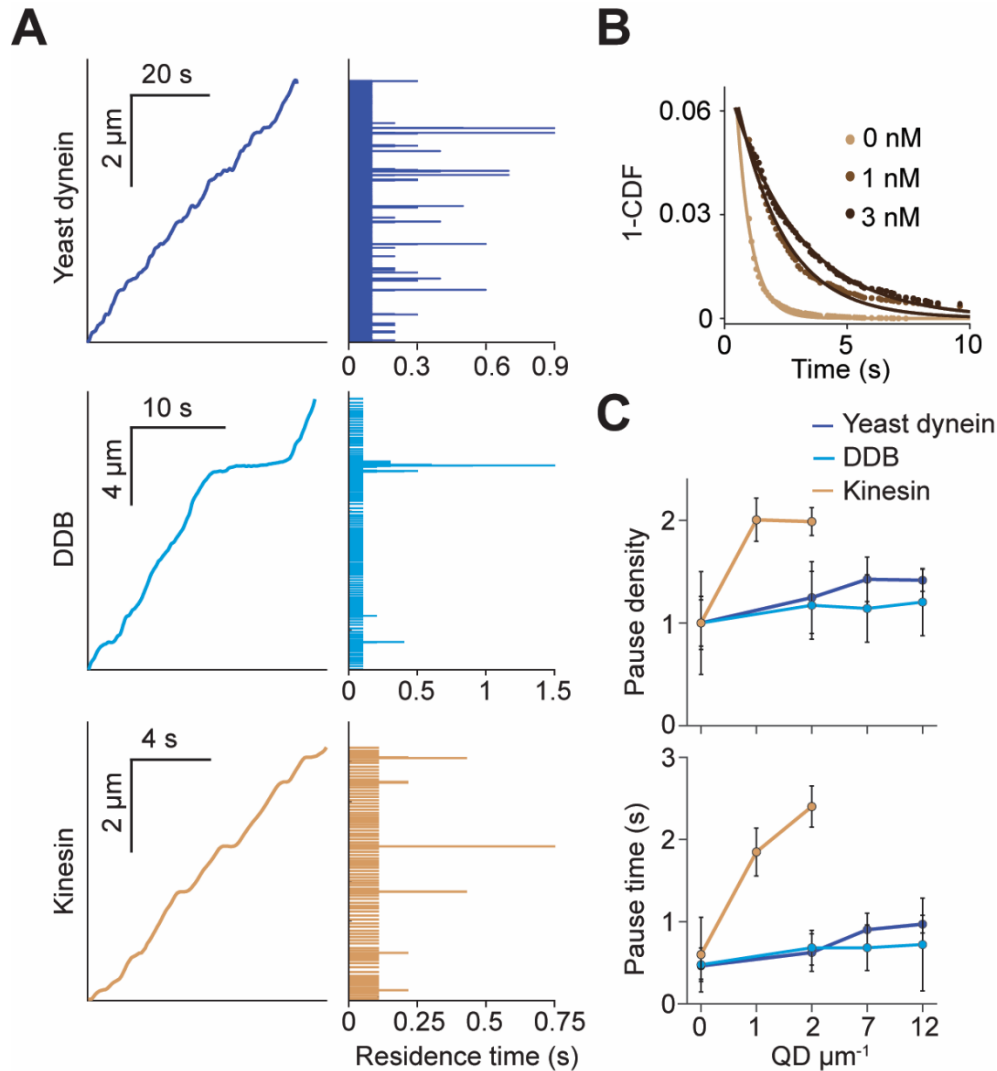 A
Yeast dynein
20 s
2 µm
0
0.3
0.6
0.9
DDB
10 s
4 µm
0
0.5
1
1.5
Kinesin
4 s
2 µm
0
0.25
0.50
0.75
Residence time (s)
B
1-CDF
0.06
0.03
0
0 nM
1 nM
3 nM
0
5
10
Time (s)
C
Yeast dynein
DDB
Kinesin
Pause density
2
1
0
Pause time (s)
3
2
1
0
0
1
2
7
12
QD µm⁻¹